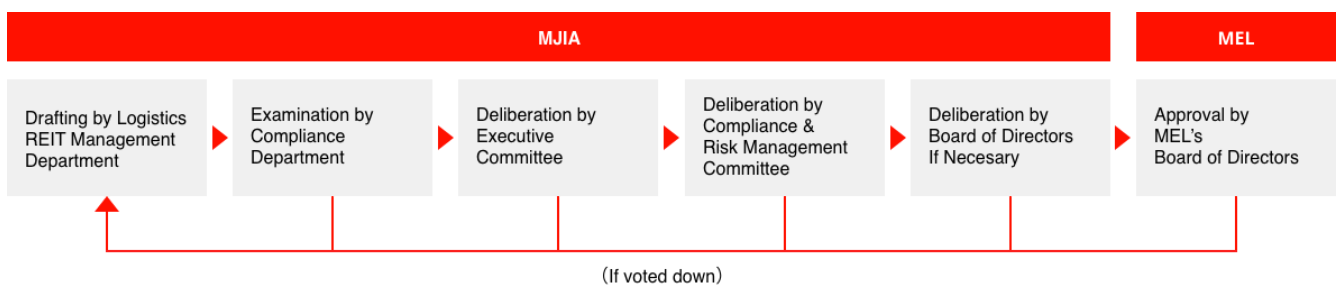 MJIA
MEL
Drafting by Logistics
REIT Management
Department
Examination by
Compliance
Department
Deliberation by
Executive
Committee
Deliberation by
Compliance &
Risk Management
Committee
Deliberation by
Board of Directors
If Necesary
Approval by
MEL's
Board of Directors
（If voted down）